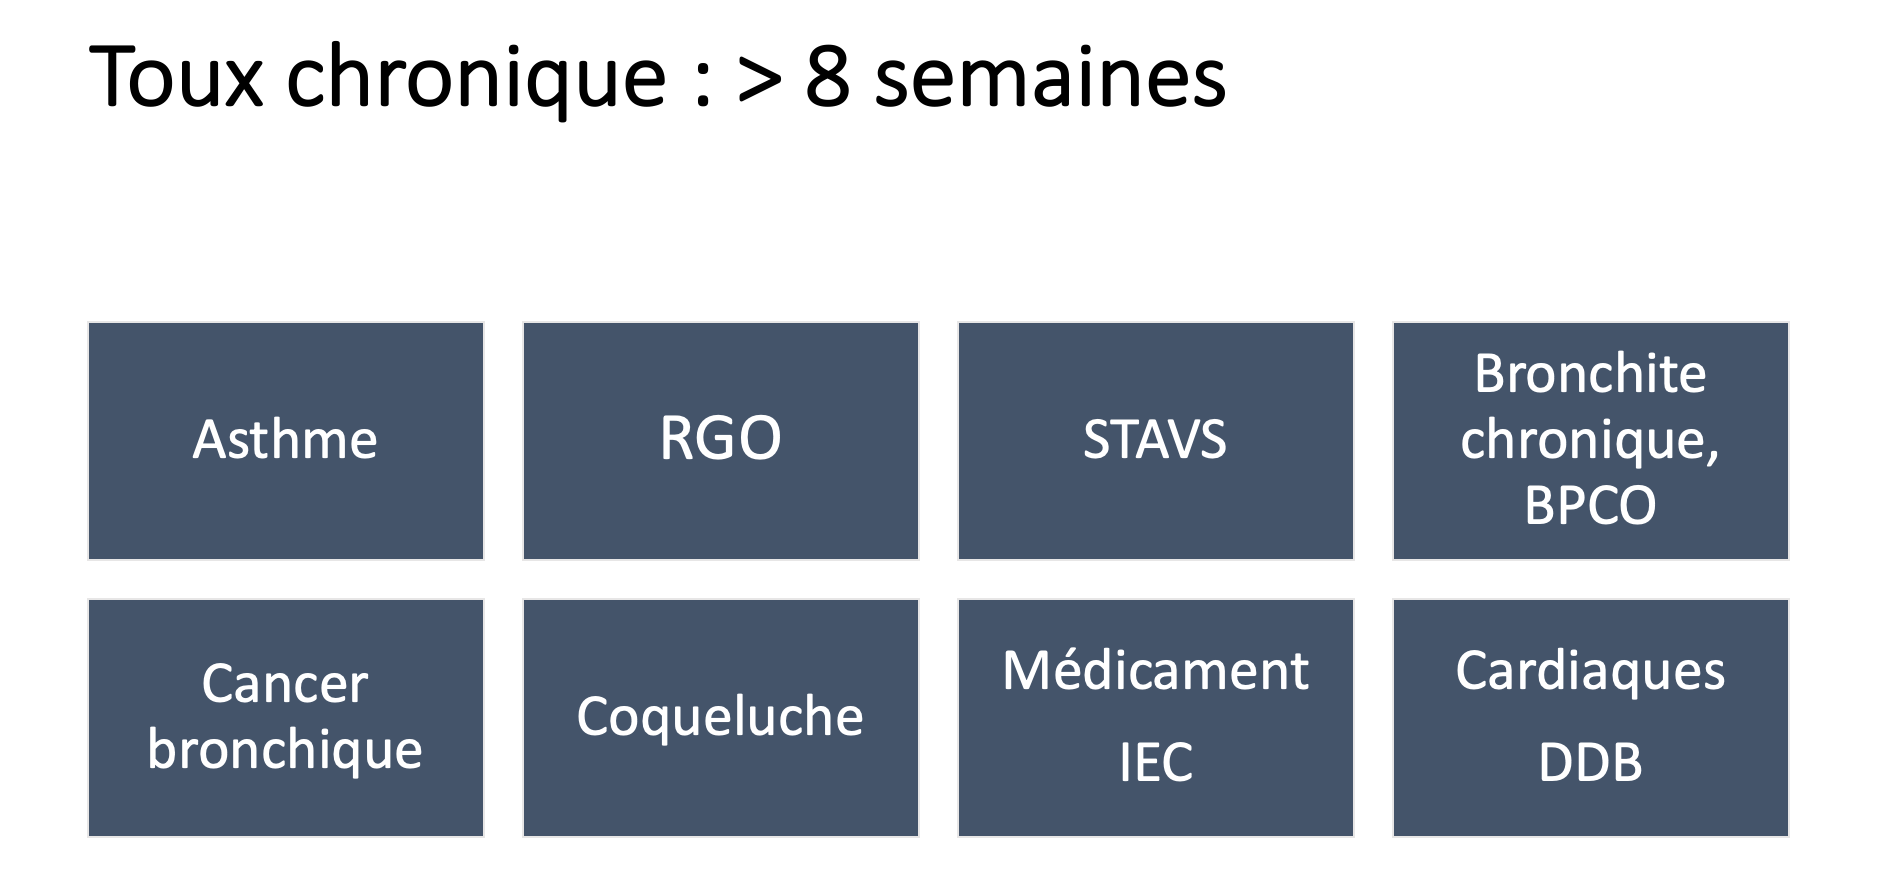 Toux chronique : > 8 semaines
Asthme
RGO
STAVS
Bronchite
chronique,
BPCO
Cancer
bronchique
Coqueluche
Médicament
IEC
Cardiaques
DDB